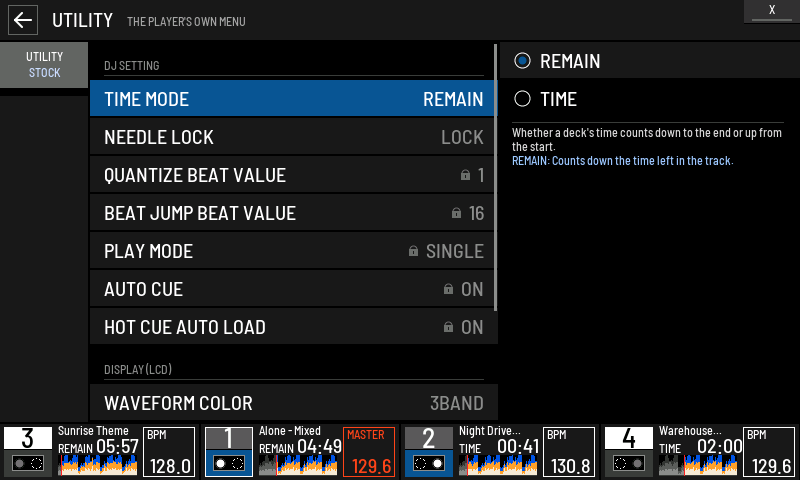 UTILITY THE PLAYER'S OWN MENU X
UTILITY
STOCK
DJ SETTING
TIME MODE REMAIN
NEEDLE LOCK LOCK
QUANTIZE BEAT VALUE 1
BEAT JUMP BEAT VALUE 16
PLAY MODE SINGLE
AUTO CUE ON
HOT CUE AUTO LOAD ON
DISPLAY (LCD)
WAVEFORM COLOR 3BAND
REMAIN
TIME
Whether a deck's time counts down to the end or up from
the start.
REMAIN: Counts down the time left in the track.
3 Sunrise Theme
REMAIN 05:57
BPM
128.0
1 Alone - Mixed
REMAIN 04:49
MASTER
129.6
2 Night Drive...
TIME 00:41
BPM
130.8
4 Warehouse...
TIME 02:00
BPM
129.6